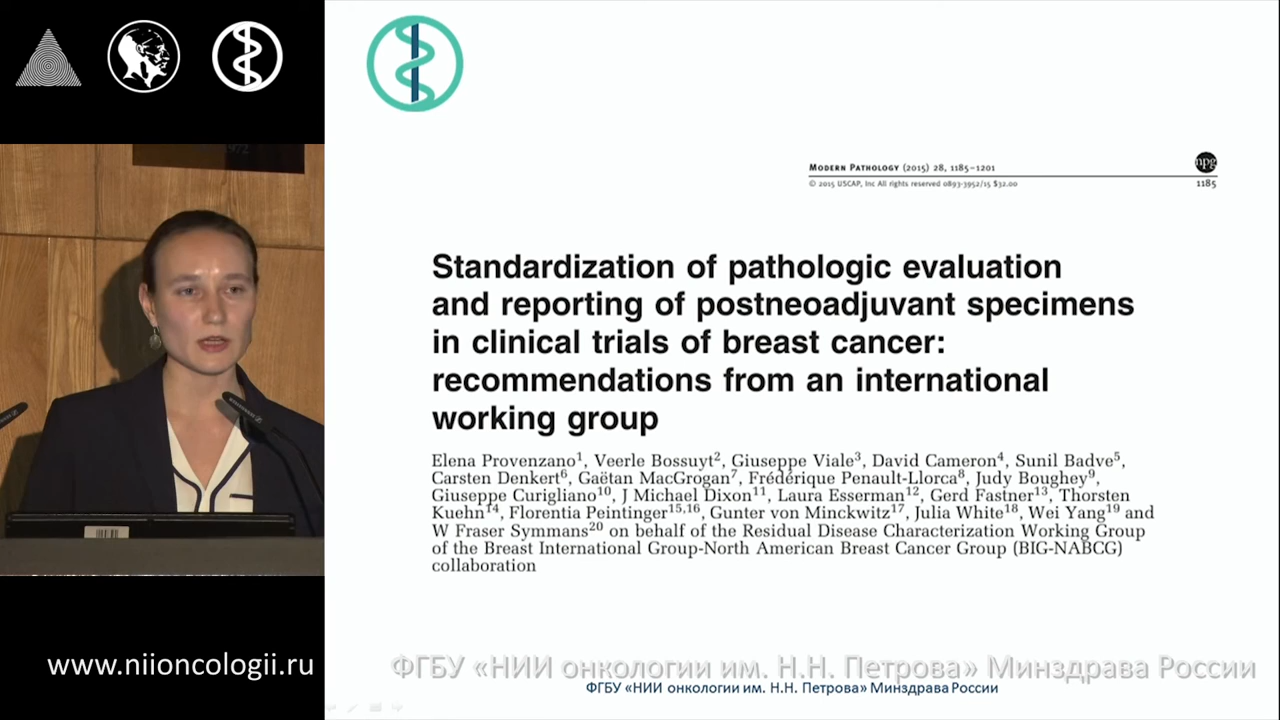 MODERN PATHOLOGY (2015) 28, 1185–1201
© 2015 USCAP, Inc All rights reserved 0893-3952/15 $32.00
npg
1185
Standardization of pathologic evaluation
and reporting of postneoadjuvant specimens
in clinical trials of breast cancer:
recommendations from an international
working group
Elena Provenzano1, Veerle Bossuyt2, Giuseppe Viale3, David Cameron4, Sunil Badve5,
Carsten Denkert6, Gaëtan MacGrogan7, Frédérique Penault-Llorca8, Judy Boughey9,
Giuseppe Curigliano10, J Michael Dixon11, Laura Esserman12, Gerd Fastner13, Thorsten
Kuehn14, Florentia Peintinger15,16, Gunter von Minckwitz17, Julia White18, Wei Yang19 and
W Fraser Symmans20 on behalf of the Residual Disease Characterization Working Group
of the Breast International Group-North American Breast Cancer Group (BIG-NABCG)
collaboration
www.niioncologii.ru
ФГБУ «НИИ онкологии им. Н.Н. Петрова» Минздрава России
ФГБУ «НИИ онкологии им. Н.Н. Петрова» Минздрава России